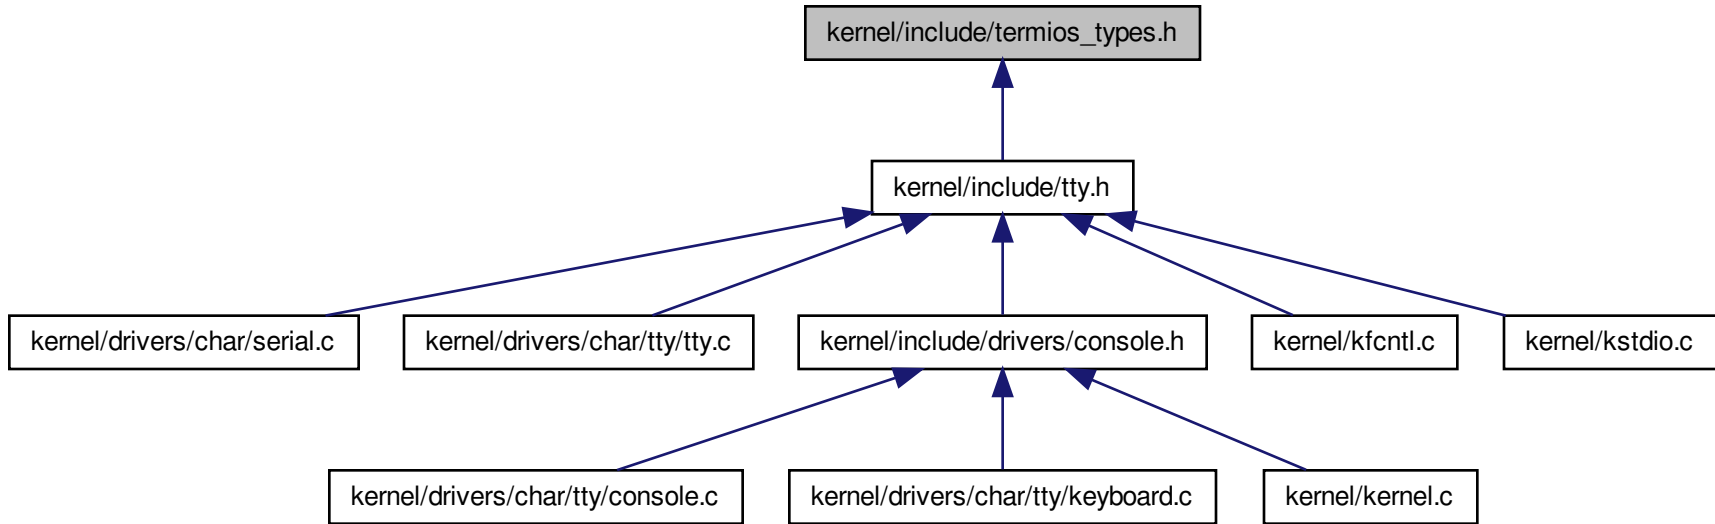 kernel/include/termios_types.h
kernel/include/tty.h
kernel/drivers/char/serial.c
kernel/drivers/char/tty/tty.c
kernel/include/drivers/console.h
kernel/kfcntl.c
kernel/kstdio.c
kernel/drivers/char/tty/console.c
kernel/drivers/char/tty/keyboard.c
kernel/kernel.c